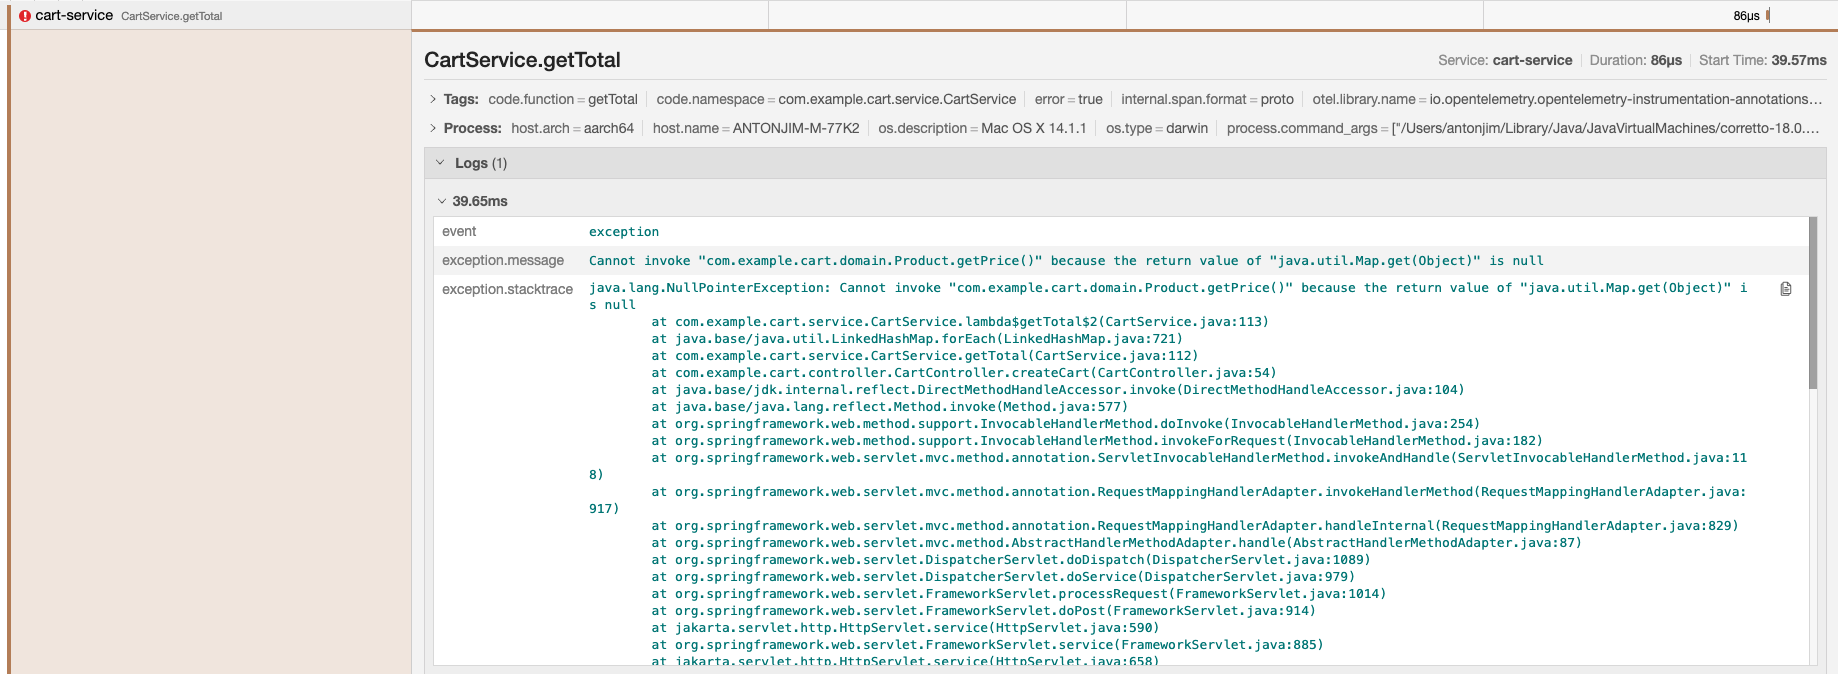 cart-service CartService.getTotal
86µs
CartService.getTotal
Service: cart-service Duration: 86µs Start Time: 39.57ms
Tags: code.function = getTotal code.namespace = com.example.cart.service.CartService error = true internal.span.format = proto otel.library.name = io.opentelemetry.opentelemetry-instrumentation-annotations…
Process: host.arch = aarch64 host.name = ANTONJIM-M-77K2 os.description = Mac OS X 14.1.1 os.type = darwin process.command_args = ["/Users/antonjim/Library/Java/JavaVirtualMachines/corretto-18.0.…
Logs (1)
39.65ms
event exception
exception.message Cannot invoke "com.example.cart.domain.Product.getPrice()" because the return value of "java.util.Map.get(Object)" is null
exception.stacktrace java.lang.NullPointerException: Cannot invoke "com.example.cart.domain.Product.getPrice()" because the return value of "java.util.Map.get(Object)" i
s null
at com.example.cart.service.CartService.lambda$getTotal$2(CartService.java:113)
at java.base/java.util.LinkedHashMap.forEach(LinkedHashMap.java:721)
at com.example.cart.service.CartService.getTotal(CartService.java:112)
at com.example.cart.controller.CartController.createCart(CartController.java:54)
at java.base/jdk.internal.reflect.DirectMethodHandleAccessor.invoke(DirectMethodHandleAccessor.java:104)
at java.base/java.lang.reflect.Method.invoke(Method.java:577)
at org.springframework.web.method.support.InvocableHandlerMethod.doInvoke(InvocableHandlerMethod.java:254)
at org.springframework.web.method.support.InvocableHandlerMethod.invokeForRequest(InvocableHandlerMethod.java:182)
at org.springframework.web.servlet.mvc.method.annotation.ServletInvocableHandlerMethod.invokeAndHandle(ServletInvocableHandlerMethod.java:11
8)
at org.springframework.web.servlet.mvc.method.annotation.RequestMappingHandlerAdapter.invokeHandlerMethod(RequestMappingHandlerAdapter.java:
917)
at org.springframework.web.servlet.mvc.method.annotation.RequestMappingHandlerAdapter.handleInternal(RequestMappingHandlerAdapter.java:829)
at org.springframework.web.servlet.mvc.method.AbstractHandlerMethodAdapter.handle(AbstractHandlerMethodAdapter.java:87)
at org.springframework.web.servlet.DispatcherServlet.doDispatch(DispatcherServlet.java:1089)
at org.springframework.web.servlet.DispatcherServlet.doService(DispatcherServlet.java:979)
at org.springframework.web.servlet.FrameworkServlet.processRequest(FrameworkServlet.java:1014)
at org.springframework.web.servlet.FrameworkServlet.doPost(FrameworkServlet.java:914)
at jakarta.servlet.http.HttpServlet.service(HttpServlet.java:590)
at org.springframework.web.servlet.FrameworkServlet.service(FrameworkServlet.java:885)
at jakarta.servlet.http.HttpServlet.service(HttpServlet.java:658)